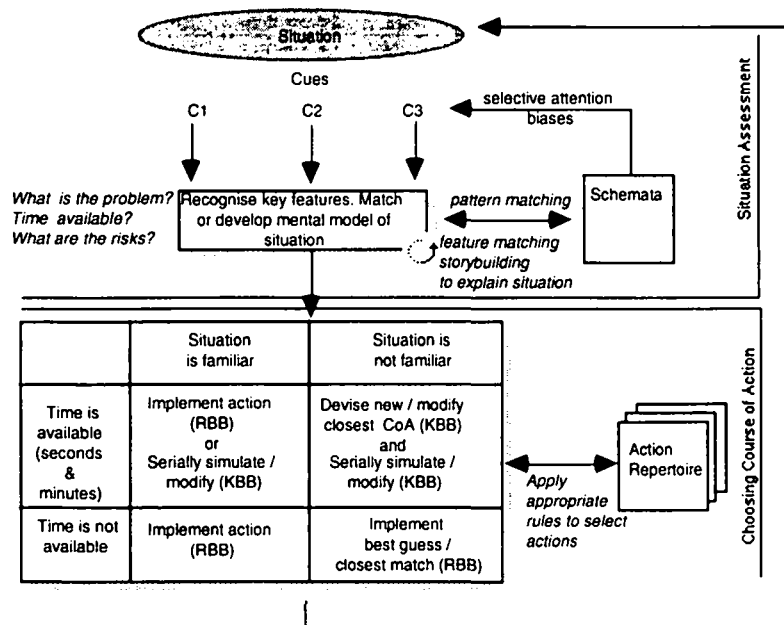 Situation
Cues
C1 C2 C3
selective attention
biases
Situation Assessment
What is the problem?
Time available?
What are the risks?
Recognise key features. Match
or develop mental model of
situation
pattern matching
feature matching
storybuilding
to explain situation
Schemata
Situation
is familiar
Situation is
not familiar
Time is
available
(seconds
&
minutes)
Implement action
(RBB)
or
Serially simulate /
modify (KBB)
Devise new / modify
closest CoA (KBB)
and
Serially simulate /
modify (KBB)
Time is not
available
Implement action
(RBB)
Implement
best guess /
closest match (RBB)
Apply
appropriate
rules to select
actions
Action
Repertoire
Choosing Course of Action